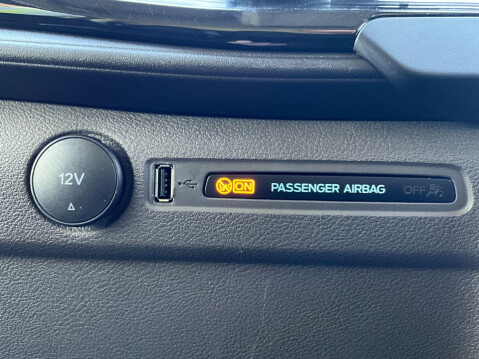 12V
ON PASSENGER AIRBAG OFF